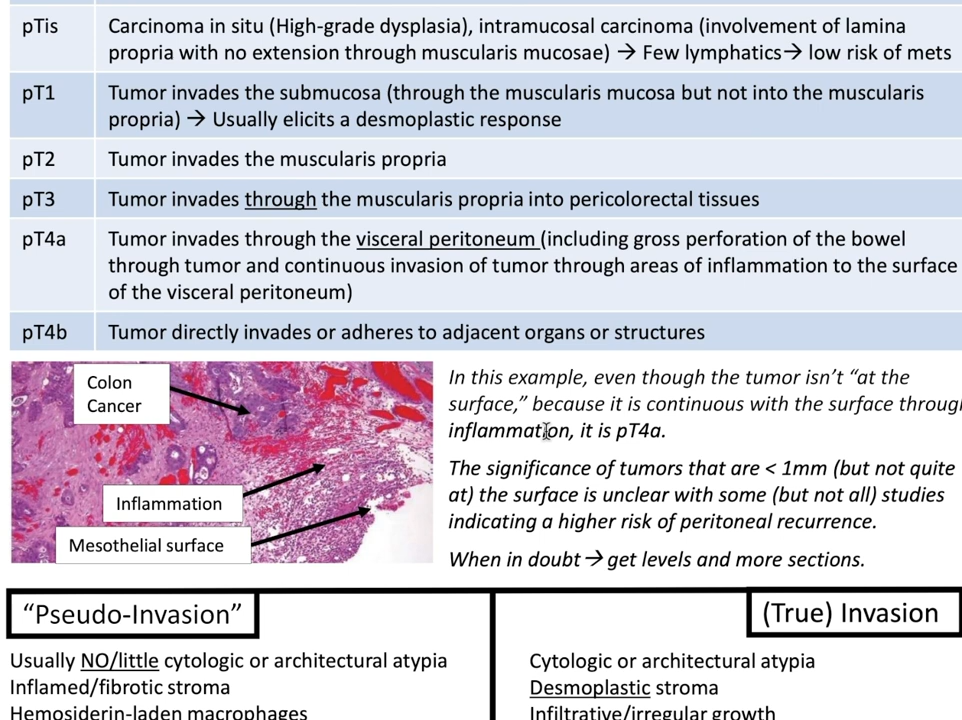 pTis Carcinoma in situ (High-grade dysplasia), intramucosal carcinoma (involvement of lamina
propria with no extension through muscularis mucosae) → Few lymphatics→ low risk of mets
pT1 Tumor invades the submucosa (through the muscularis mucosa but not into the muscularis
propria) → Usually elicits a desmoplastic response
pT2 Tumor invades the muscularis propria
pT3 Tumor invades through the muscularis propria into pericolorectal tissues
pT4a Tumor invades through the visceral peritoneum (including gross perforation of the bowel
through tumor and continuous invasion of tumor through areas of inflammation to the surface
of the visceral peritoneum)
pT4b Tumor directly invades or adheres to adjacent organs or structures
Colon
Cancer
Inflammation
Mesothelial surface
In this example, even though the tumor isn’t “at the
surface,” because it is continuous with the surface through
inflammation, it is pT4a.
The significance of tumors that are < 1mm (but not quite
at) the surface is unclear with some (but not all) studies
indicating a higher risk of peritoneal recurrence.
When in doubt → get levels and more sections.
“Pseudo-Invasion”
Usually NO/little cytologic or architectural atypia
Inflamed/fibrotic stroma
Hemosiderin-laden macrophages
(True) Invasion
Cytologic or architectural atypia
Desmoplastic stroma
Infiltrative/irregular growth